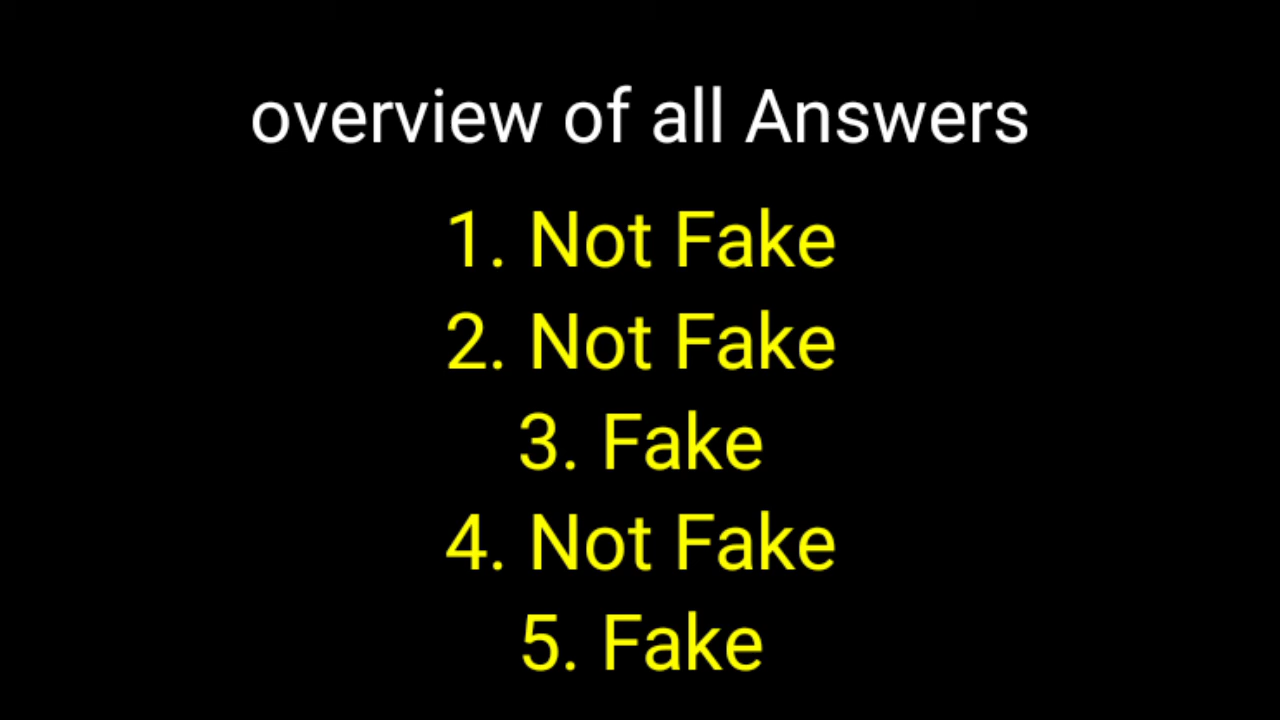 overview of all Answers
1. Not Fake
2. Not Fake
3. Fake
4. Not Fake
5. Fake